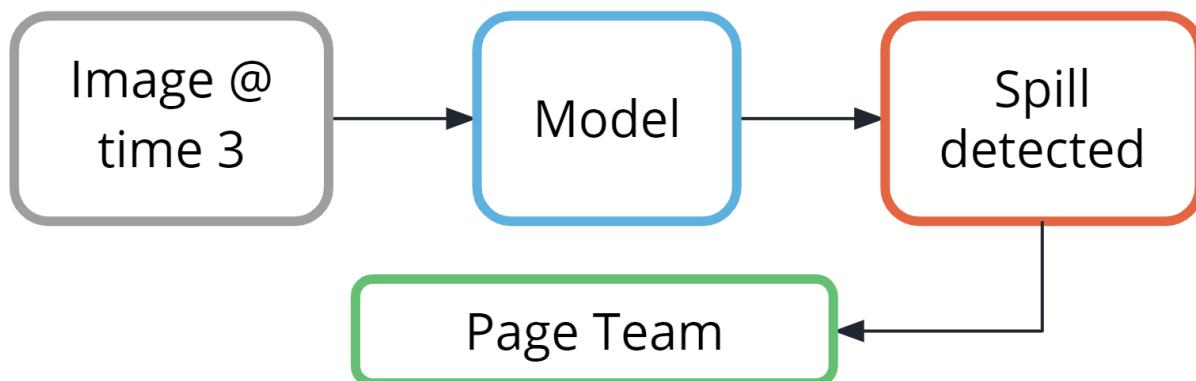 Image @
time 3
Model
Spill
detected
Page Team